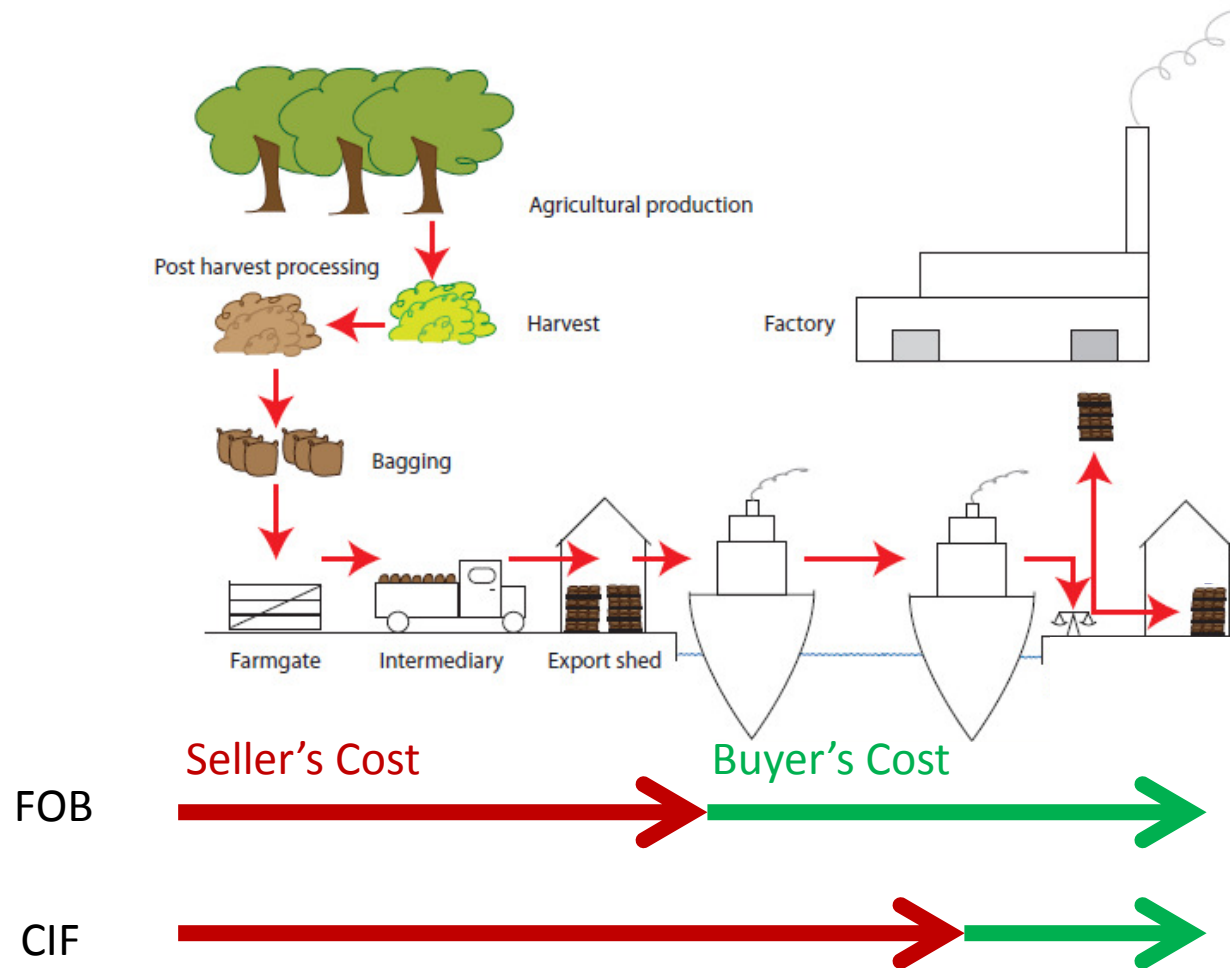 Agricultural production
Post harvest processing
Harvest
Factory
Bagging
Farmgate
Intermediary
Export shed
Seller’s Cost
Buyer’s Cost
FOB
CIF